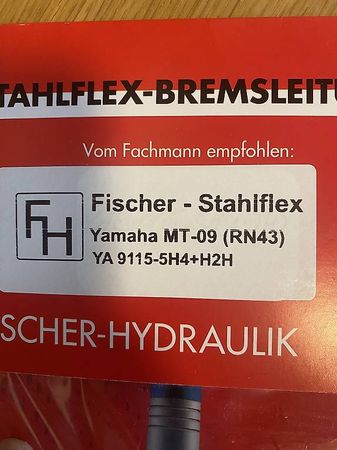 STAHLFLEX-BREMSLEITU
Vom Fachmann empfohlen:
FH
Fischer - Stahlflex
Yamaha MT-09 (RN43)
YA 9115-5H4+H2H
SCHER-HYDRAULIK